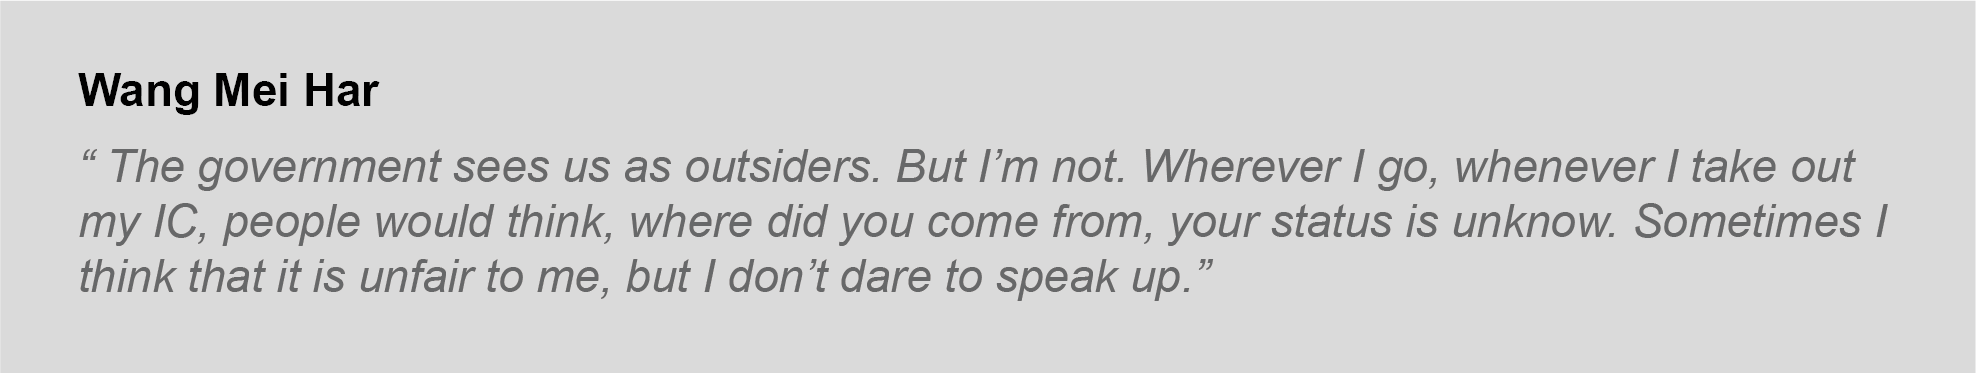 Wang Mei Har
“ The government sees us as outsiders. But I’m not. Wherever I go, whenever I take out
my IC, people would think, where did you come from, your status is unknow. Sometimes I
think that it is unfair to me, but I don’t dare to speak up.”